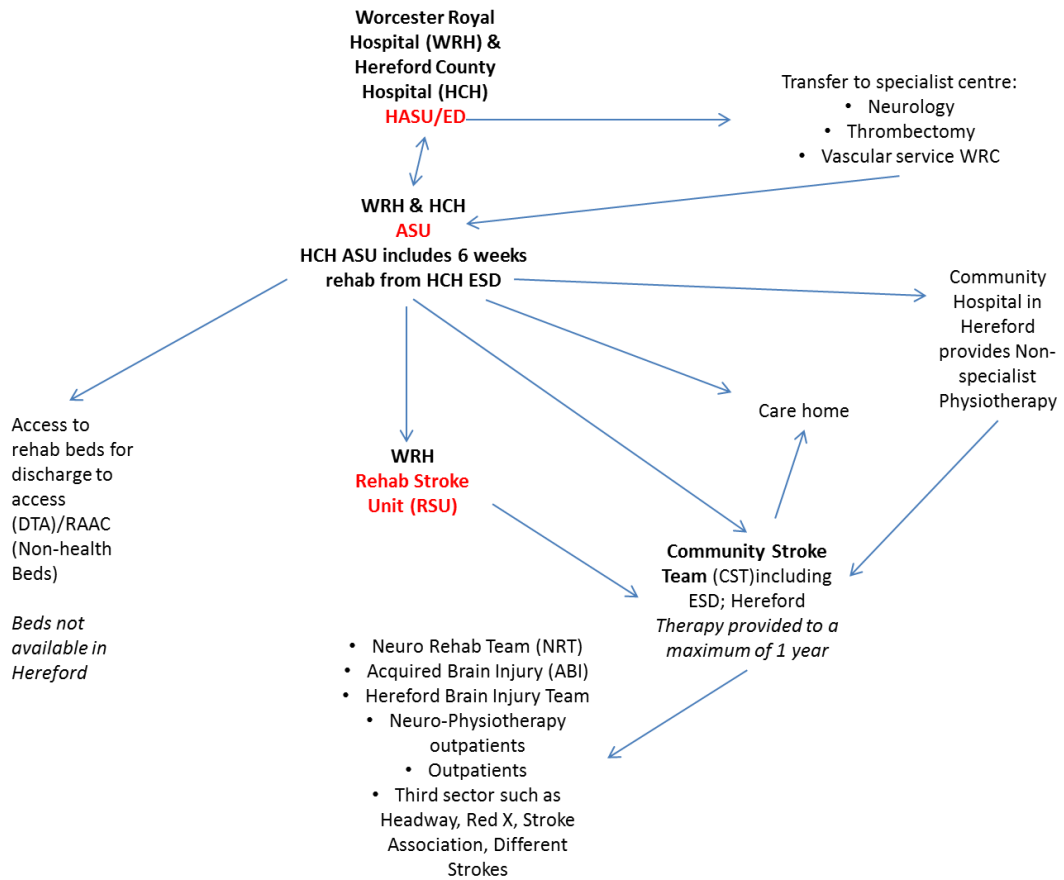 Worcester Royal
Hospital (WRH) &
Hereford County
Hospital (HCH)
HASU/ED
Transfer to specialist centre:
• Neurology
• Thrombectomy
• Vascular service WRC
WRH & HCH
ASU
HCH ASU includes 6 weeks
rehab from HCH ESD
Community
Hospital in
Hereford
provides Non-
specialist
Physiotherapy
Care home
Access to
rehab beds for
discharge to
access
(DTA)/RAAC
(Non-health
Beds)
Beds not
available in
Hereford
WRH
Rehab Stroke
Unit (RSU)
Community Stroke
Team (CST)including
ESD; Hereford
Therapy provided to a
maximum of 1 year
• Neuro Rehab Team (NRT)
• Acquired Brain Injury (ABI)
• Hereford Brain Injury Team
• Neuro-Physiotherapy
outpatients
• Outpatients
• Third sector such as
Headway, Red X, Stroke
Association, Different
Strokes